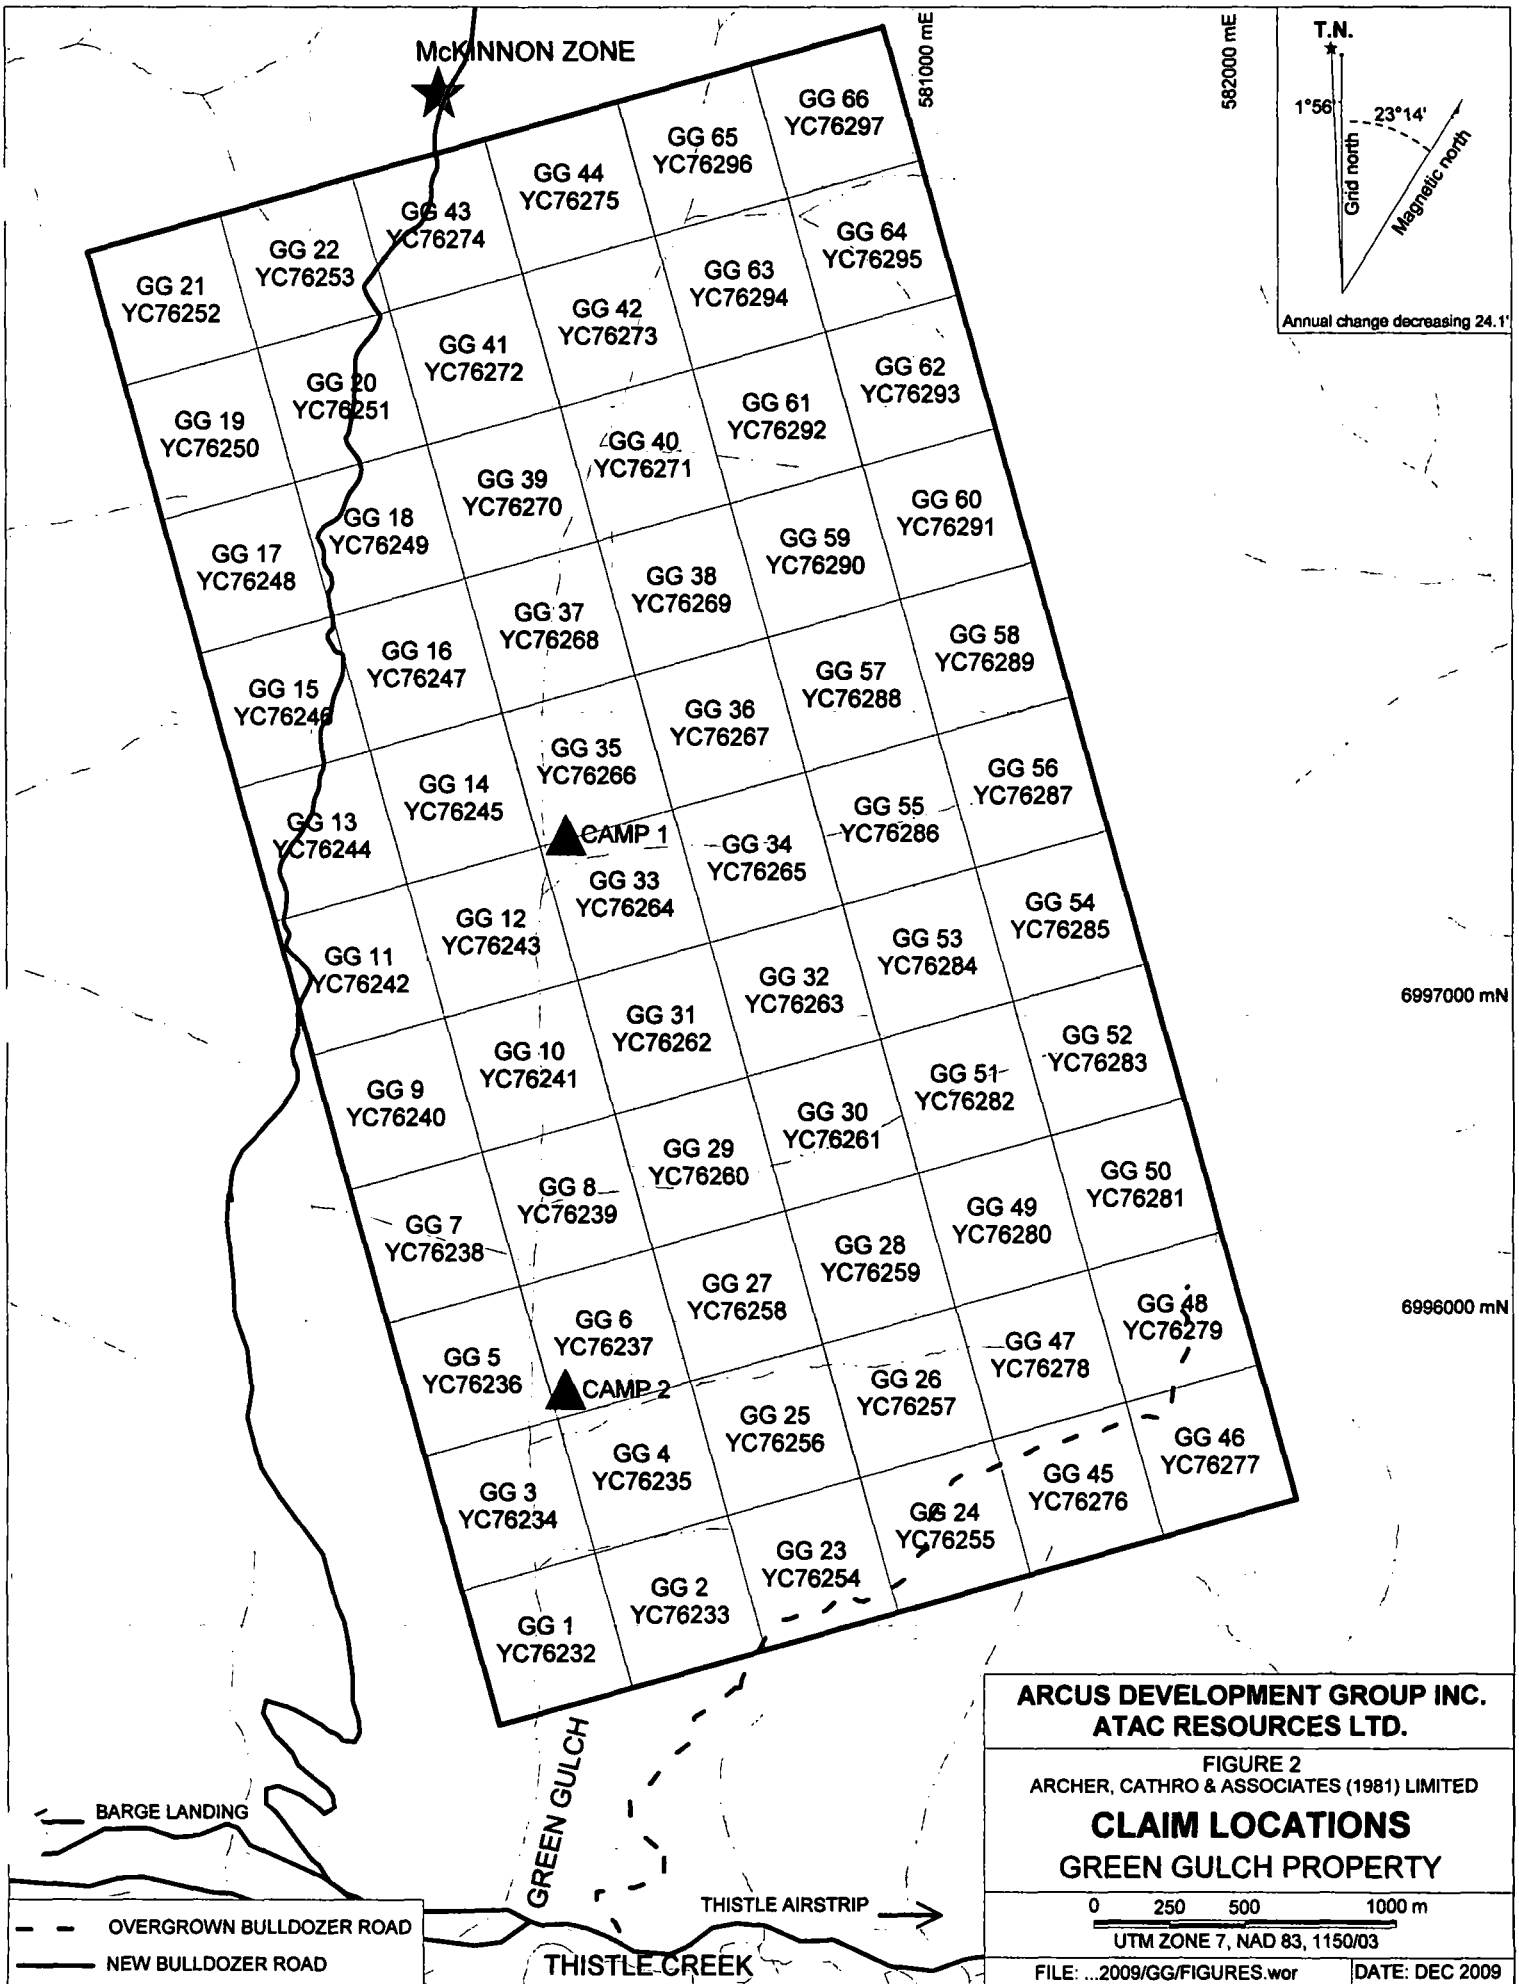 McKINNON ZONE
581000 mE
582000 mE
T.N.
1°56'
23°14'
Grid north
Magnetic north
Annual change decreasing 24.1'
GG 66
YC76297
GG 65
YC76296
GG 44
YC76275
GG 43
YC76274
GG 22
YC76253
GG 21
YC76252
GG 64
YC76295
GG 63
YC76294
GG 42
YC76273
GG 41
YC76272
GG 20
YC76251
GG 19
YC76250
GG 62
YC76293
GG 61
YC76292
GG 40
YC76271
GG 39
YC76270
GG 18
YC76249
GG 17
YC76248
GG 60
YC76291
GG 59
YC76290
GG 38
YC76269
GG 37
YC76268
GG 16
YC76247
GG 15
YC76246
GG 58
YC76289
GG 57
YC76288
GG 36
YC76267
GG 35
YC76266
GG 14
YC76245
GG 13
YC76244
CAMP 1
GG 56
YC76287
GG 55
YC76286
GG 34
YC76265
GG 33
YC76264
GG 12
YC76243
GG 11
YC76242
GG 54
YC76285
GG 53
YC76284
GG 32
YC76263
GG 31
YC76262
GG 10
YC76241
GG 9
YC76240
6997000 mN
GG 52
YC76283
GG 51
YC76282
GG 30
YC76261
GG 29
YC76260
GG 8
YC76239
GG 7
YC76238
GG 50
YC76281
GG 49
YC76280
GG 28
YC76259
GG 27
YC76258
GG 6
YC76237
GG 5
YC76236
6996000 mN
CAMP 2
GG 48
YC76279
GG 47
YC76278
GG 26
YC76257
GG 25
YC76256
GG 4
YC76235
GG 3
YC76234
GG 46
YC76277
GG 45
YC76276
GG 24
YC76255
GG 23
YC76254
GG 2
YC76233
GG 1
YC76232
GREEN GULCH
BARGE LANDING
THISTLE AIRSTRIP
THISTLE CREEK
OVERGROWN BULLDOZER ROAD
NEW BULLDOZER ROAD
ARCUS DEVELOPMENT GROUP INC.
ATAC RESOURCES LTD.
FIGURE 2
ARCHER, CATHRO & ASSOCIATES (1981) LIMITED
CLAIM LOCATIONS
GREEN GULCH PROPERTY
0 250 500 1000 m
UTM ZONE 7, NAD 83, 115O/03
FILE: ...2009/GG/FIGURES.wor
DATE: DEC 2009